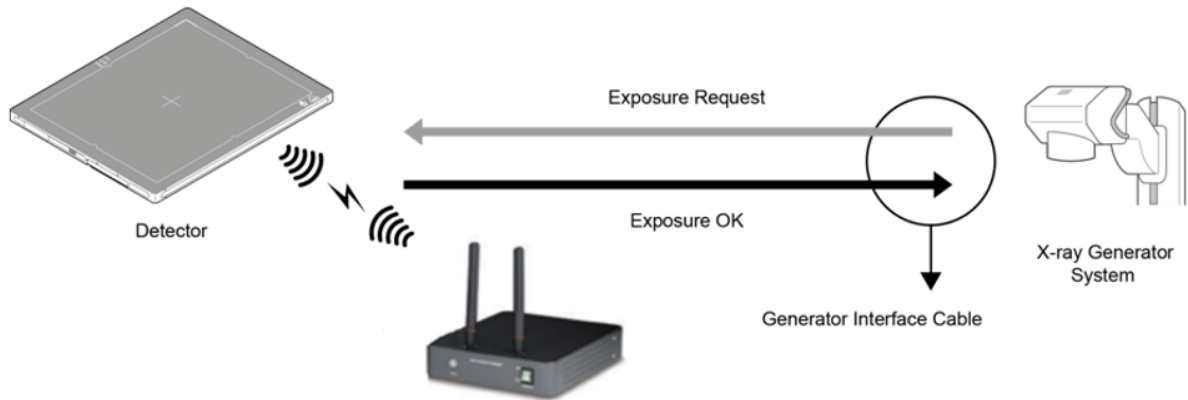 Exposure Request
Detector
Exposure OK
X-ray Generator
System
Generator Interface Cable